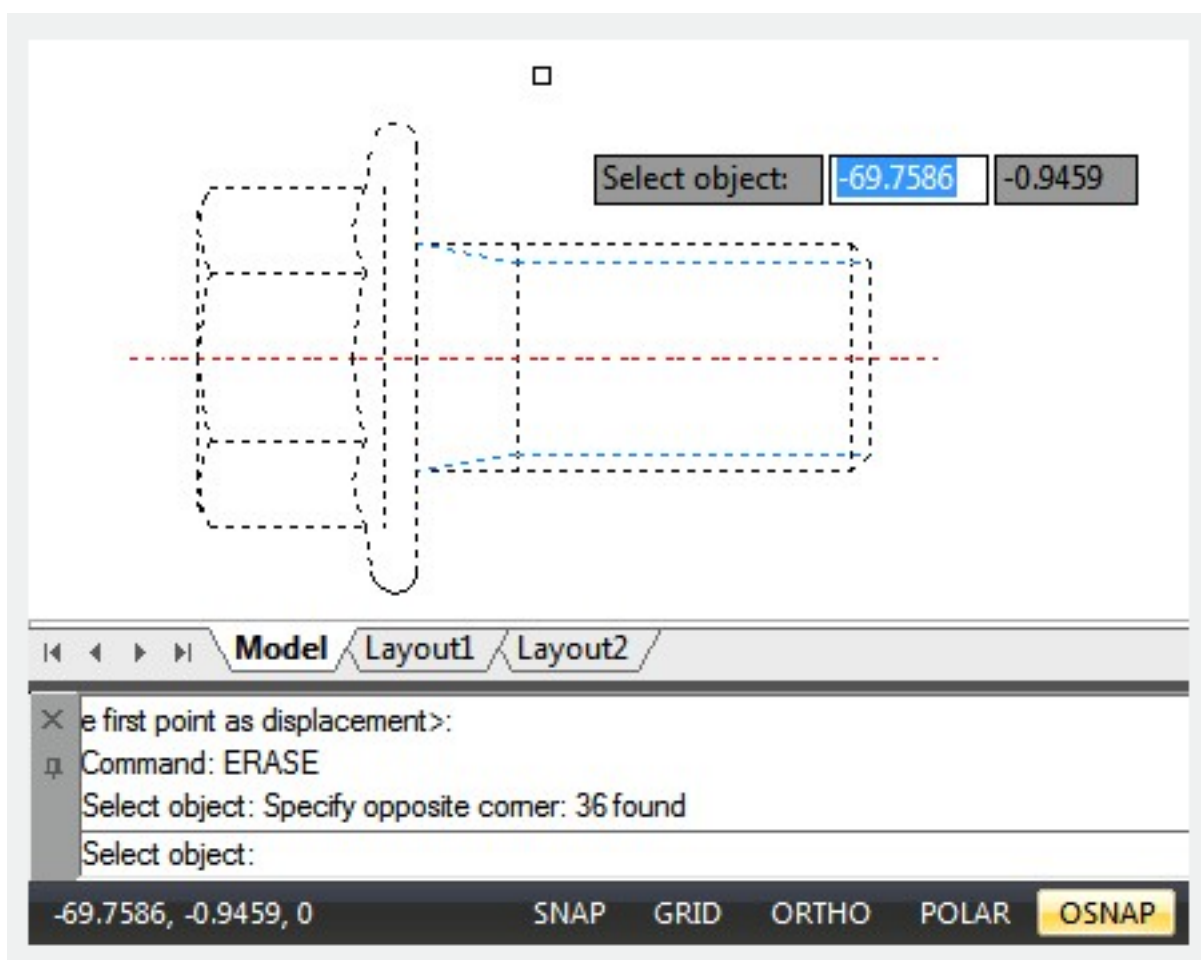 Select object: -69.7586 -0.9459
Model Layout1 Layout2
e first point as displacement>:
Command: ERASE
Select object: Specify opposite corner: 36 found
Select object:
-69.7586, -0.9459, 0 SNAP GRID ORTHO POLAR OSNAP